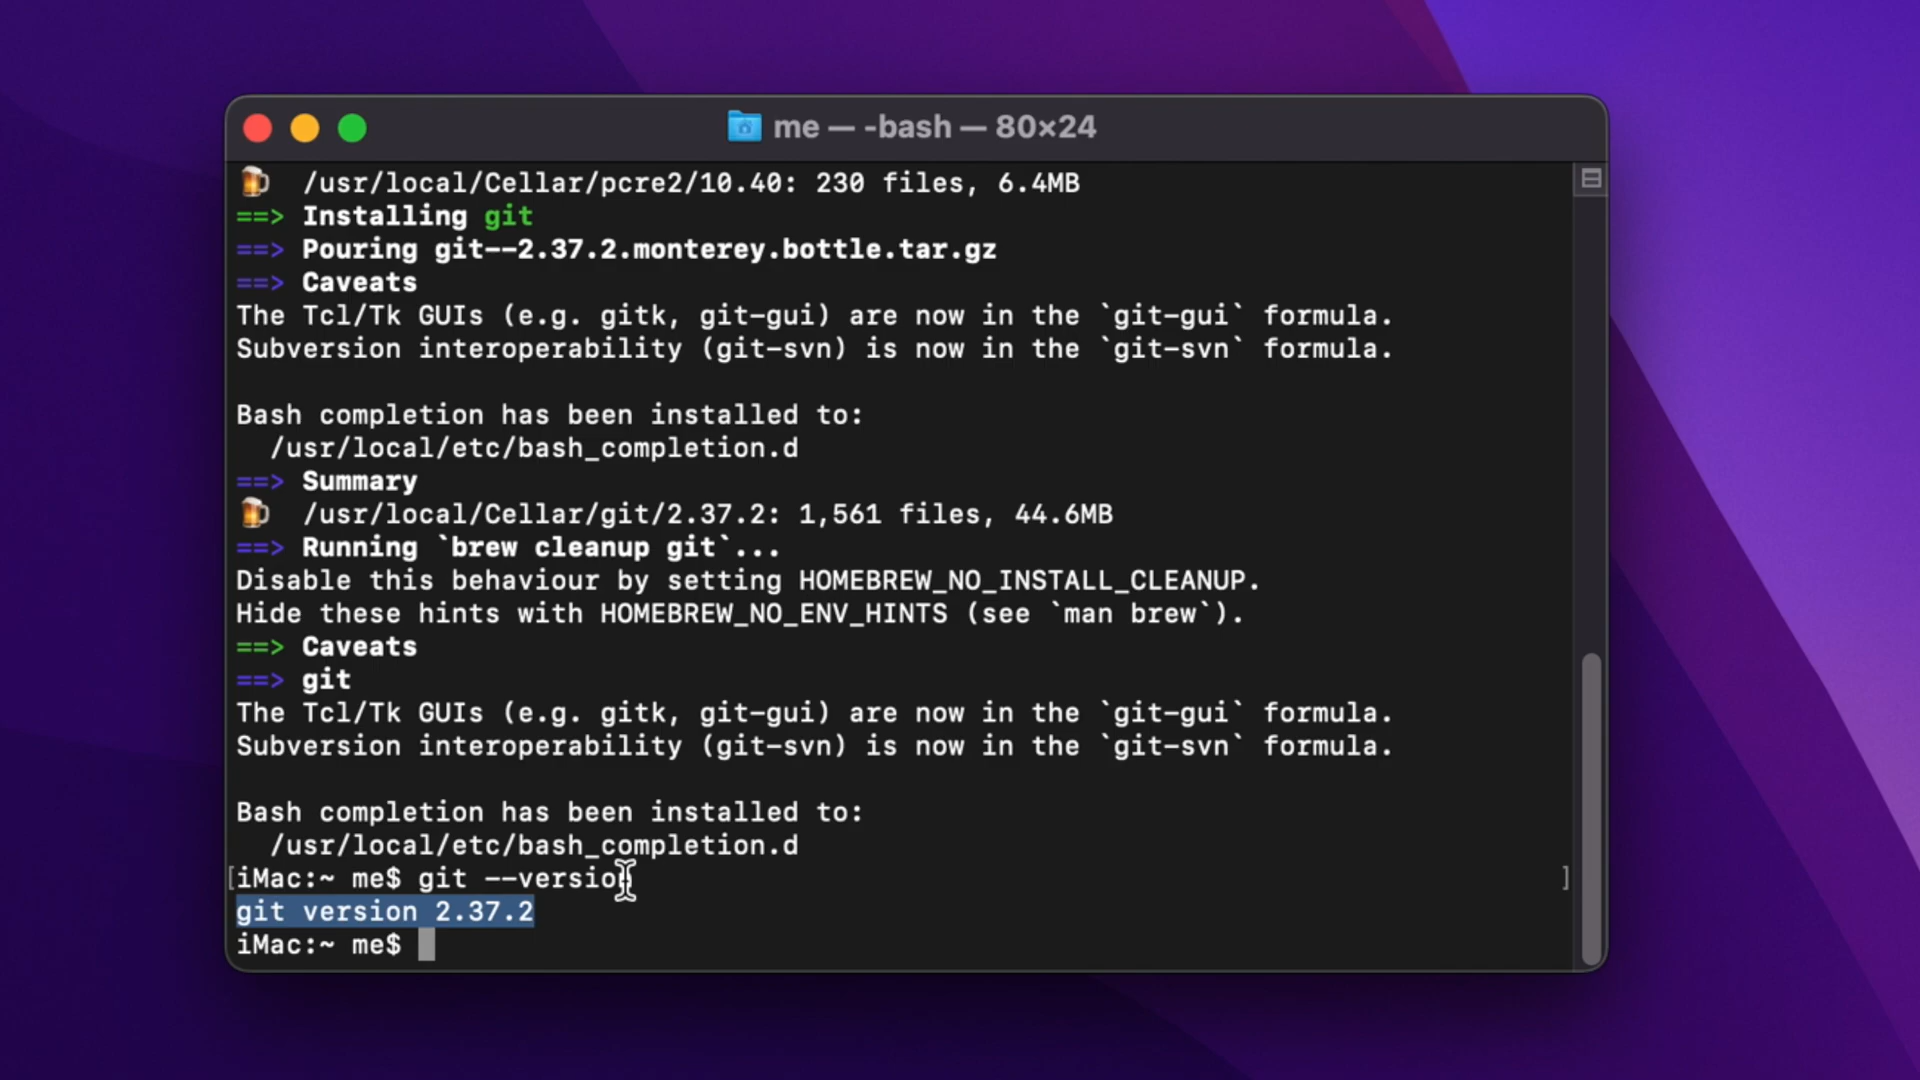 me — -bash — 80×24
/usr/local/Cellar/pcre2/10.40: 230 files, 6.4MB
==> Installing git
==> Pouring git--2.37.2.monterey.bottle.tar.gz
==> Caveats
The Tcl/Tk GUIs (e.g. gitk, git-gui) are now in the `git-gui` formula.
Subversion interoperability (git-svn) is now in the `git-svn` formula.
Bash completion has been installed to:
/usr/local/etc/bash_completion.d
==> Summary
/usr/local/Cellar/git/2.37.2: 1,561 files, 44.6MB
==> Running `brew cleanup git`...
Disable this behaviour by setting HOMEBREW_NO_INSTALL_CLEANUP.
Hide these hints with HOMEBREW_NO_ENV_HINTS (see `man brew`).
==> Caveats
==> git
The Tcl/Tk GUIs (e.g. gitk, git-gui) are now in the `git-gui` formula.
Subversion interoperability (git-svn) is now in the `git-svn` formula.
Bash completion has been installed to:
/usr/local/etc/bash_completion.d
[iMac:~ me$ git --version ]
git version 2.37.2
iMac:~ me$